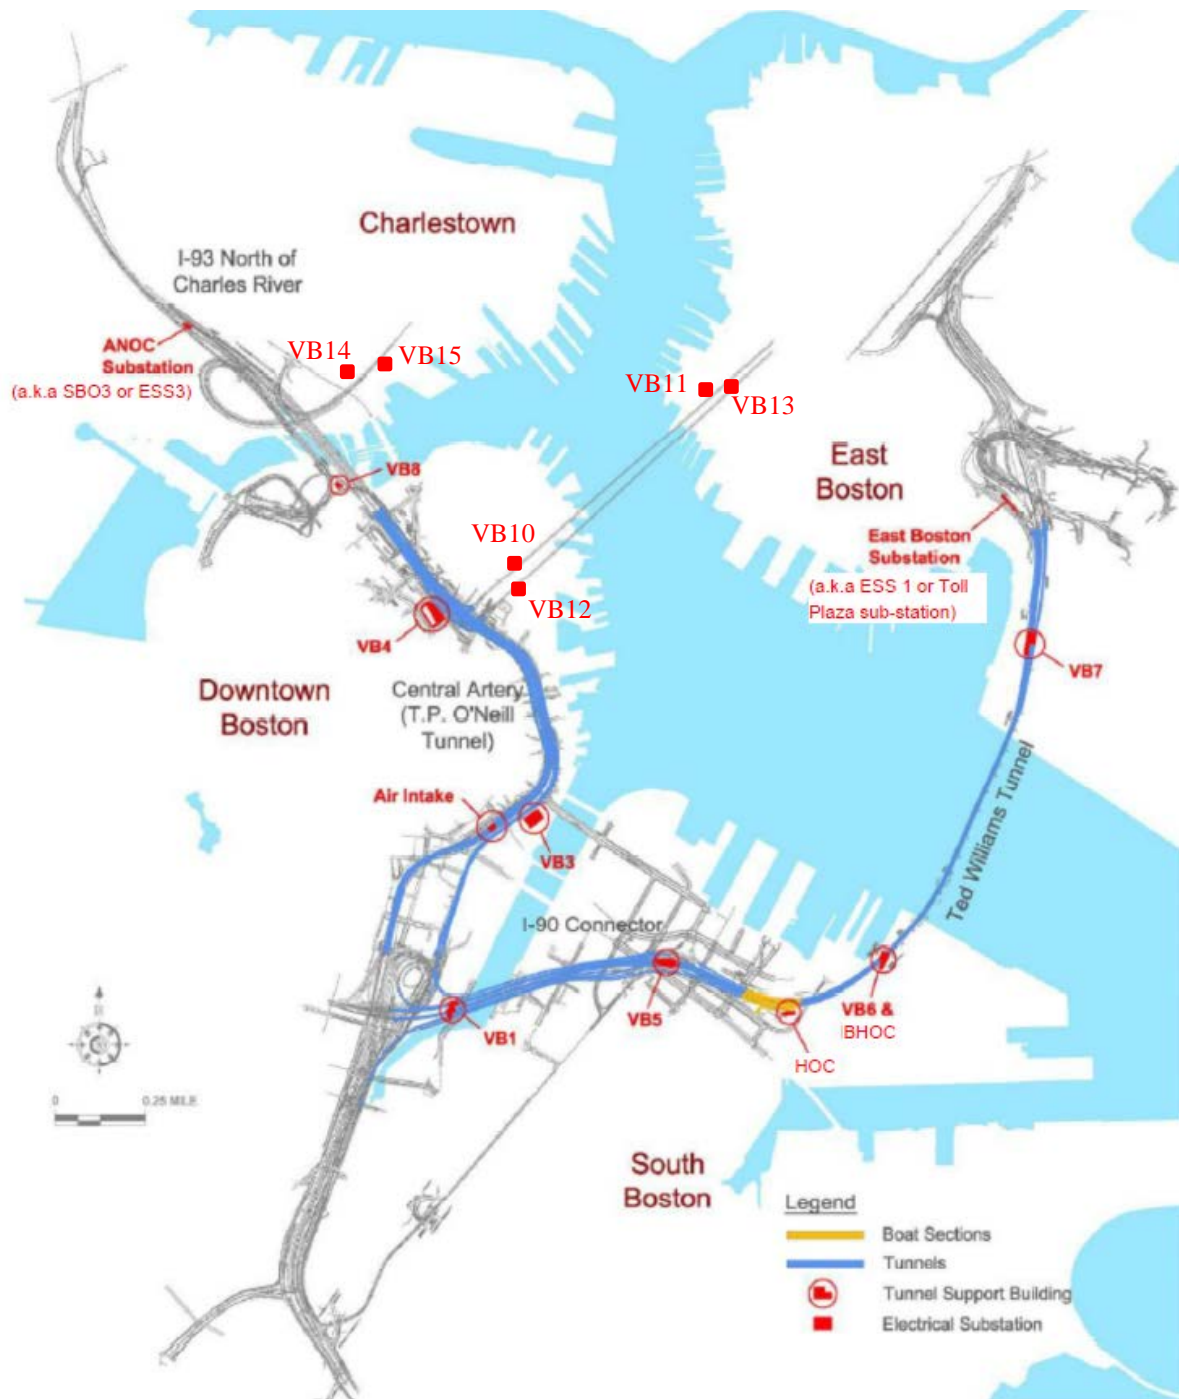 Charlestown
I-93 North of
Charles River
ANOC
Substation
(a.k.a SBO3 or ESS3)
VB14
VB15
VB11
VB13
VB8
East
Boston
East Boston
Substation
(a.k.a ESS 1 or Toll
Plaza sub-station)
VB10
VB12
VB4
VB7
Downtown
Boston
Central Artery
(T.P. O'Neill
Tunnel)
Air Intake
VB3
Ted Williams Tunnel
I-90 Connector
VB1
VB5
VB6 &
BHOC
HOC
0
0.25 MILE
South
Boston
Legend
Boat Sections
Tunnels
Tunnel Support Building
Electrical Substation